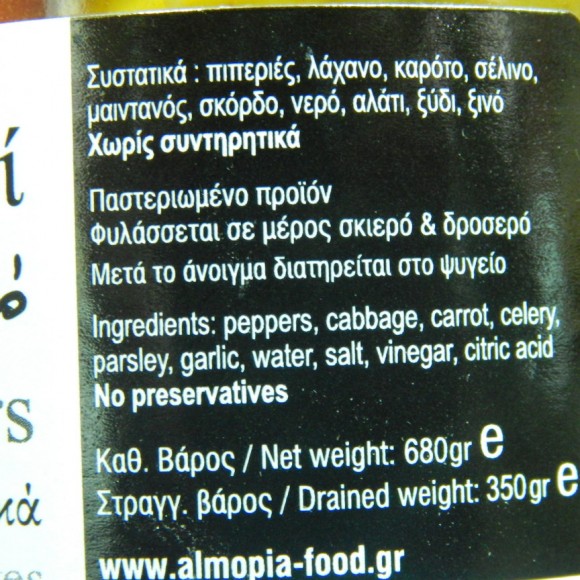 Συστατικά : πιπεριές, λάχανο, καρότο, σέλινο,
μαιντανός, σκόρδο, νερό, αλάτι, ξύδι, ξινό
Χωρίς συντηρητικά
Παστεριωμένο προϊόν
Φυλάσσεται σε μέρος σκιερό & δροσερό
Μετά το άνοιγμα διατηρείται στο ψυγείο
Ingredients: peppers, cabbage, carrot, celery,
parsley, garlic, water, salt, vinegar, citric acid
No preservatives
Καθ. Βάρος / Net weight: 680gr e
Στραγγ. βάρος / Drained weight: 350gr e
www.almopia-food.gr